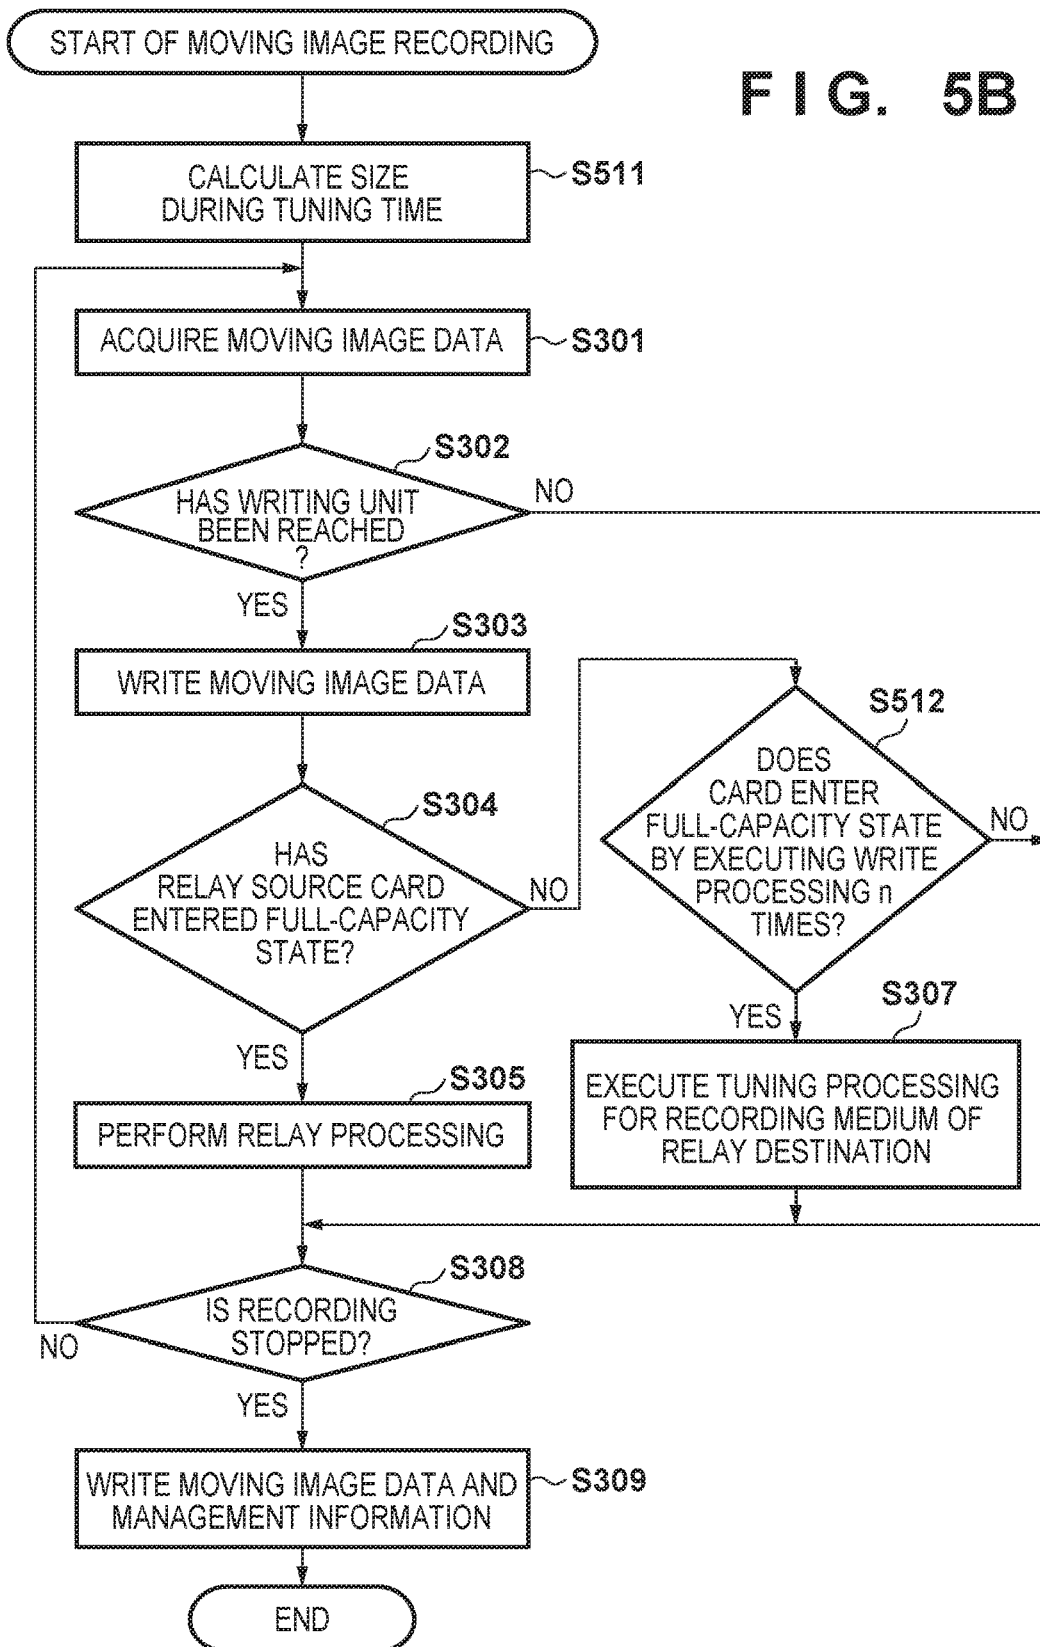 START OF MOVING IMAGE RECORDING
FIG. 5B
CALCULATE SIZE
DURING TUNING TIME
S511
ACQUIRE MOVING IMAGE DATA
S301
S302
HAS WRITING UNIT
BEEN REACHED
?
NO
YES
S303
WRITE MOVING IMAGE DATA
S304
HAS
RELAY SOURCE CARD
ENTERED FULL-CAPACITY
STATE?
NO
S512
DOES
CARD ENTER
FULL-CAPACITY STATE
BY EXECUTING WRITE
PROCESSING n
TIMES?
NO
YES
S307
EXECUTE TUNING PROCESSING
FOR RECORDING MEDIUM OF
RELAY DESTINATION
YES
S305
PERFORM RELAY PROCESSING
S308
IS RECORDING
STOPPED?
NO
YES
WRITE MOVING IMAGE DATA AND
MANAGEMENT INFORMATION
S309
END